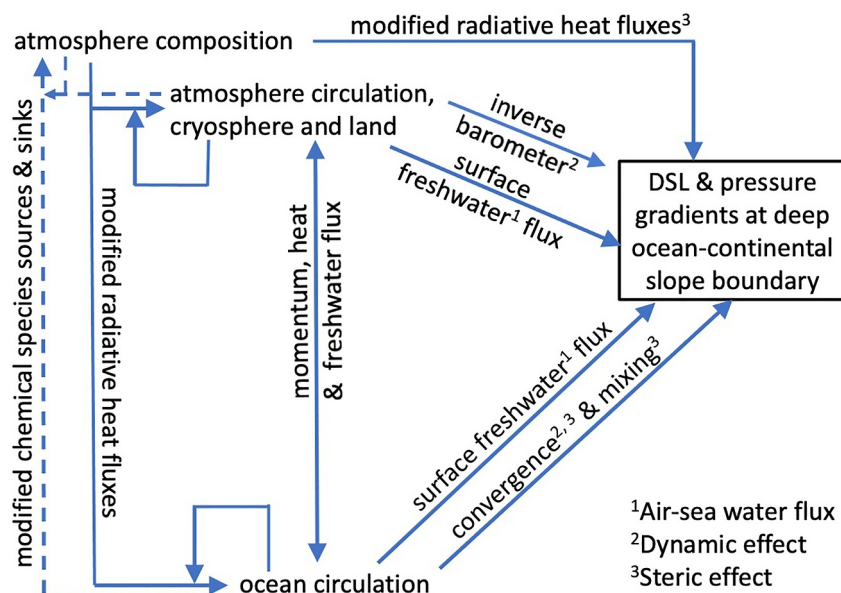 modified radiative heat fluxes³
atmosphere composition
atmosphere circulation,
cryosphere and land
inverse
barometer²
surface
freshwater¹ flux
DSL & pressure
gradients at deep
ocean-continental
slope boundary
modified chemical species sources & sinks
modified radiative heat fluxes
momentum, heat
& freshwater flux
surface freshwater¹ flux
convergence²,³ & mixing³
ocean circulation
¹Air-sea water flux
²Dynamic effect
³Steric effect